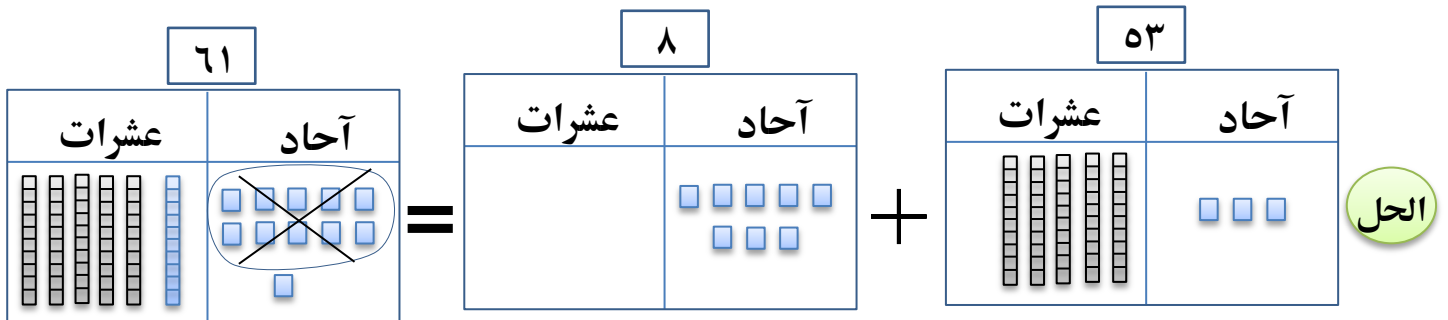 ٥٣
٨
٦١
آحاد
عشرات
آحاد
عشرات
آحاد
عشرات
الحل
+
=